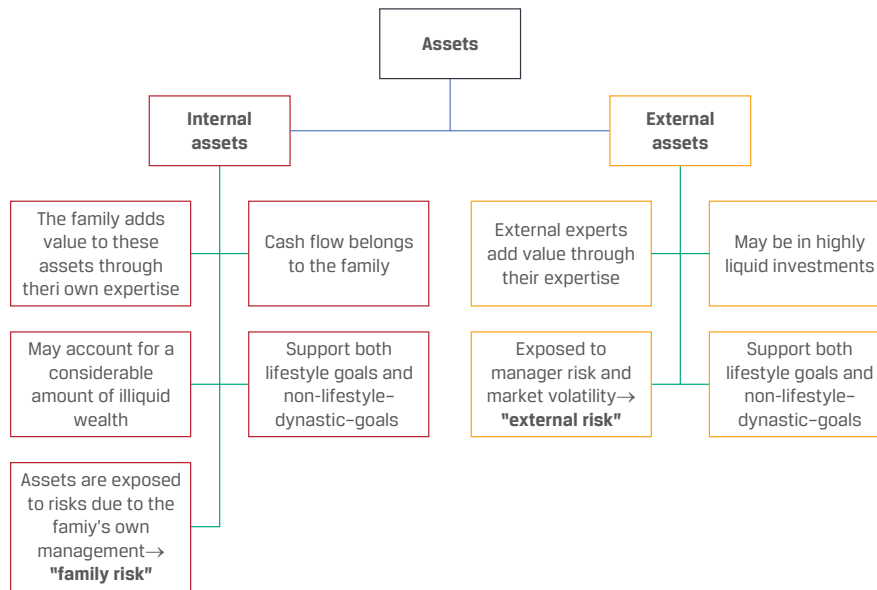 Assets
Internal
assets
External
assets
The family adds
value to these
assets through
theri own expertise
Cash flow belongs
to the family
External experts
add value through
their expertise
May be in highly
liquid investments
May account for a
considerable
amount of illiquid
wealth
Support both
lifestyle goals and
non-lifestyle-
dynastic-goals
Exposed to
manager risk and
market volatility→
"external risk"
Support both
lifestyle goals and
non-lifestyle-
dynastic-goals
Assets are exposed
to risks due to the
famiy's own
management→
"family risk"